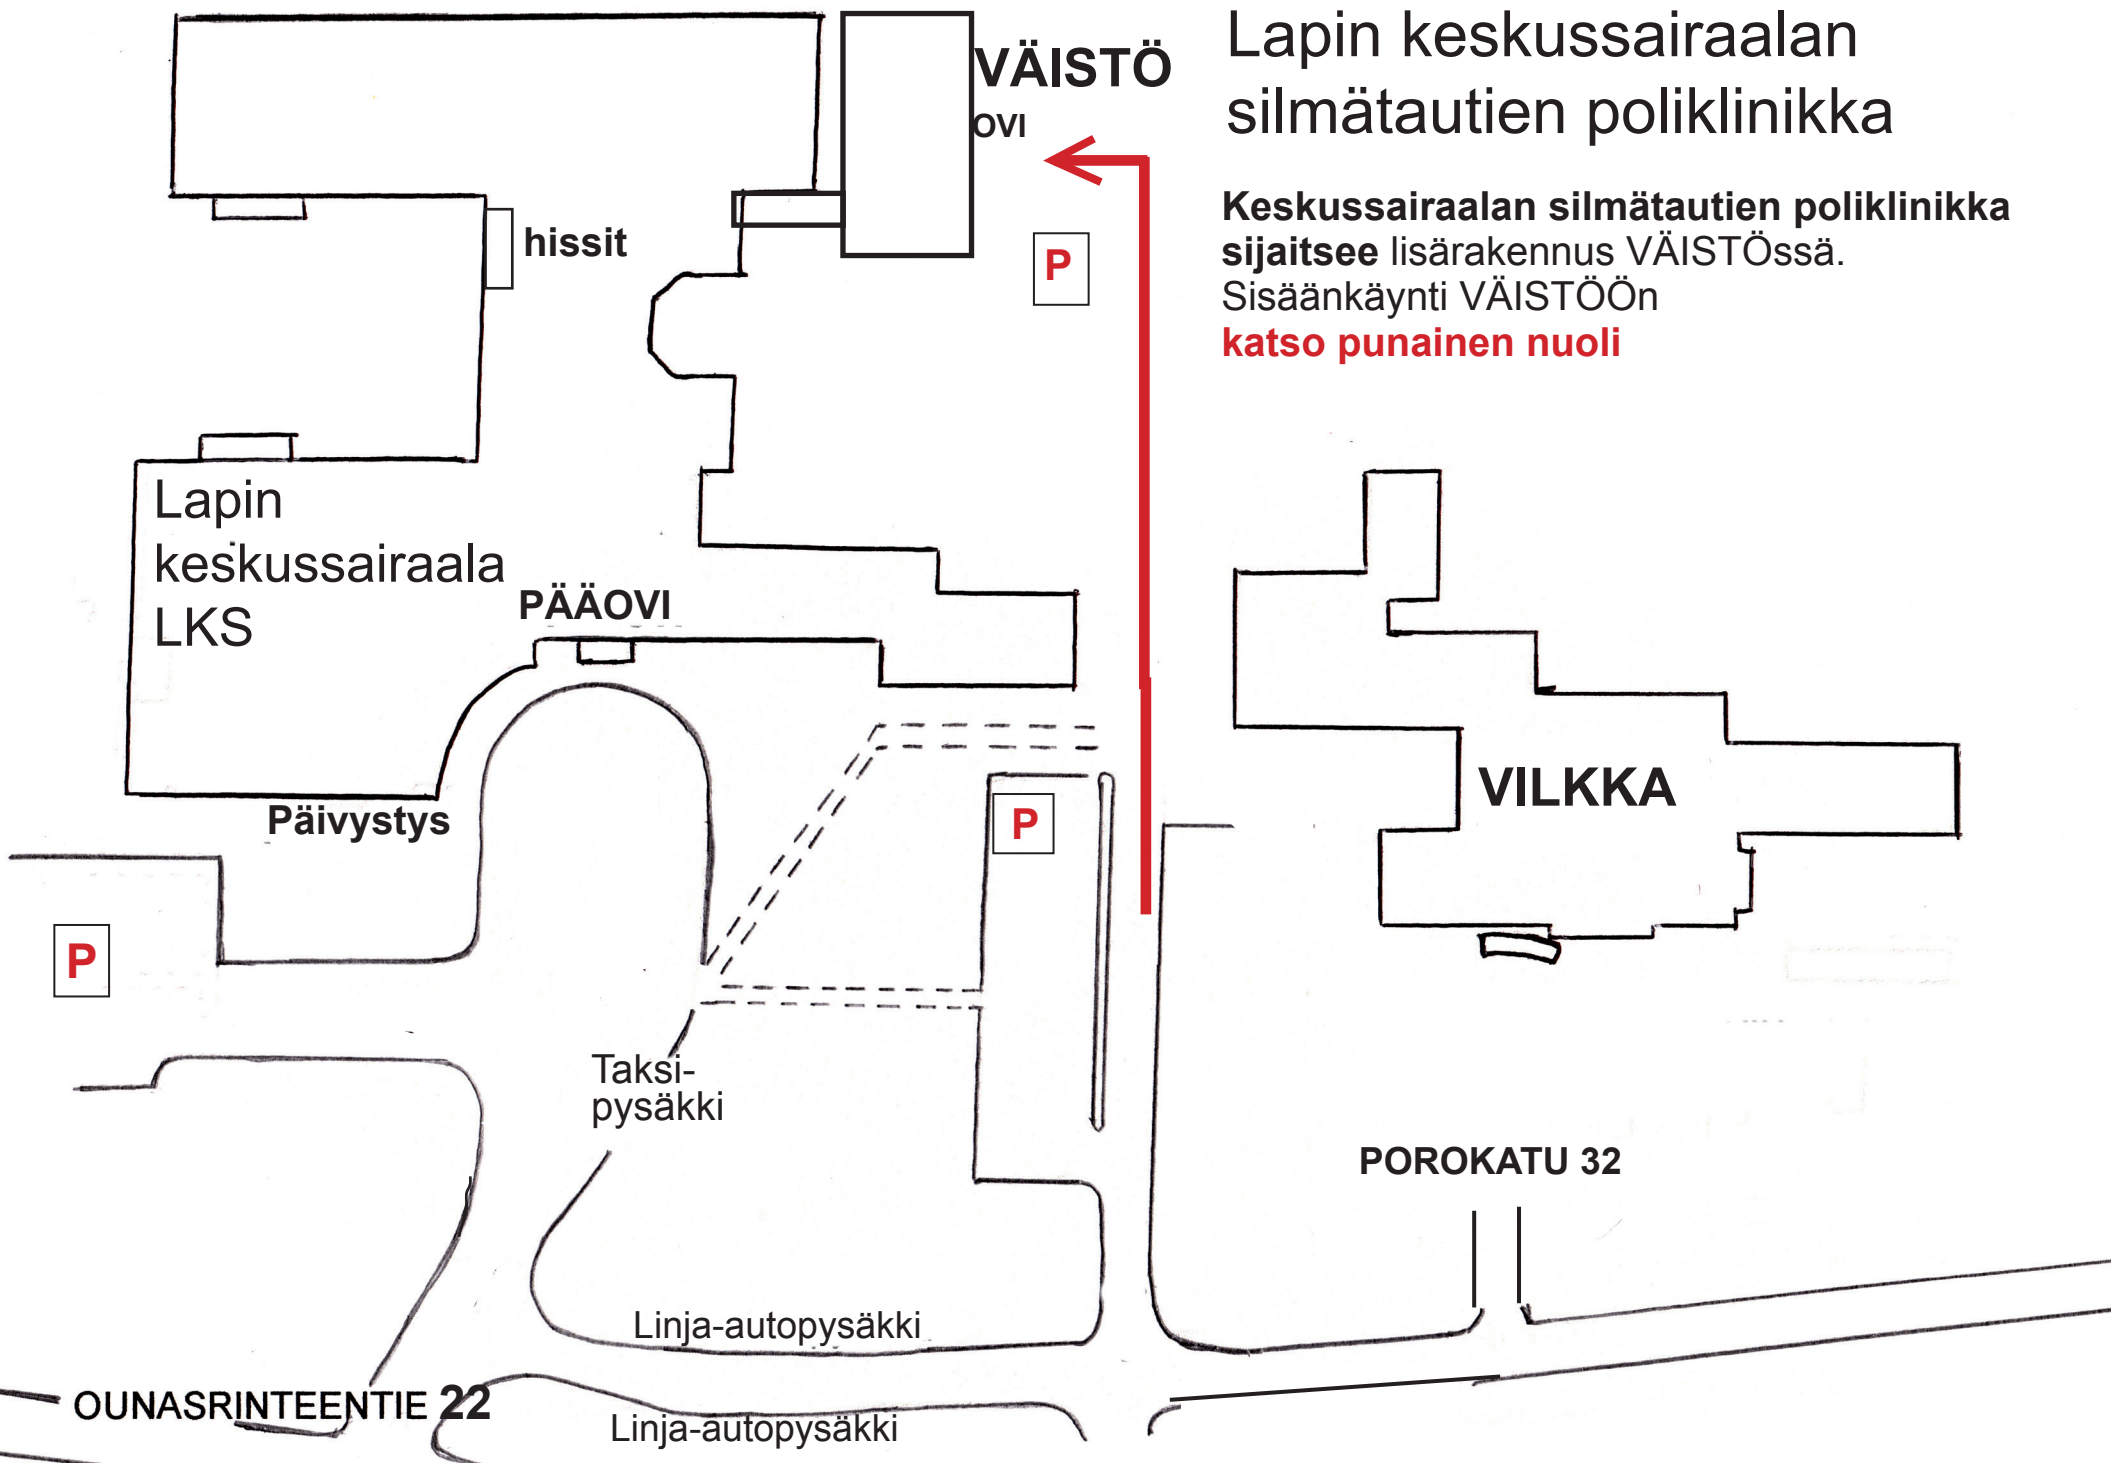 Lapin keskussairaalan
silmätautien poliklinikka
VÄISTÖ
OVI
Keskussairaalan silmätautien poliklinikka
sijaitsee lisärakennus VÄISTÖssä.
Sisäänkäynti VÄISTÖÖn
katso punainen nuoli
hissit
P
Lapin
keskussairaala
LKS
PÄÄOVI
VILKKA
Päivystys
P
P
Taksi-
pysäkki
POROKATU 32
Linja-autopysäkki
OUNASRINTEENTIE 22
Linja-autopysäkki